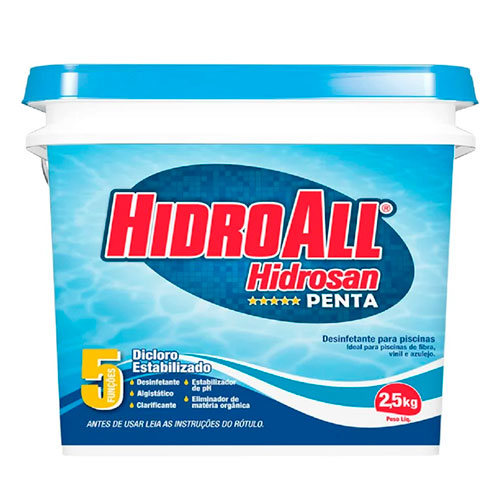 HIDROALL®
Hidrosan
★★★★★ PENTA
Desinfetante para piscinas
Ideal para piscinas de fibra,
vinil e azulejo.
5 FUNÇÕES
Dicloro
Estabilizado
• Desinfetante
• Algistático
• Clarificante
• Estabilizador
de pH
• Eliminador de
matéria orgânica
2,5kg
Peso Líq.
ANTES DE USAR LEIA AS INSTRUÇÕES DO RÓTULO.